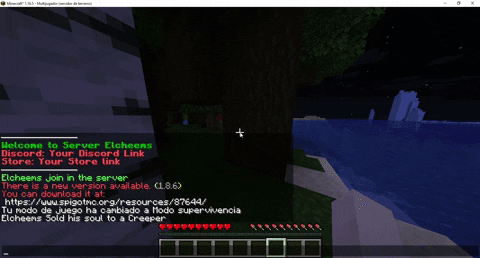 Minecraft* 1.16.5 - Multijugador (servidor de terceros)
Welcome to Server Elcheems
Discord: Your Discord Link
Store: Your Store link
Elcheems join in the server
There is a new version available. (1.8.6)
You can download it at:
https://www.spigotmc.org/resources/87644/
Tu modo de juego ha cambiado a Modo supervivencia
Elcheems Sold his soul to a Creeper